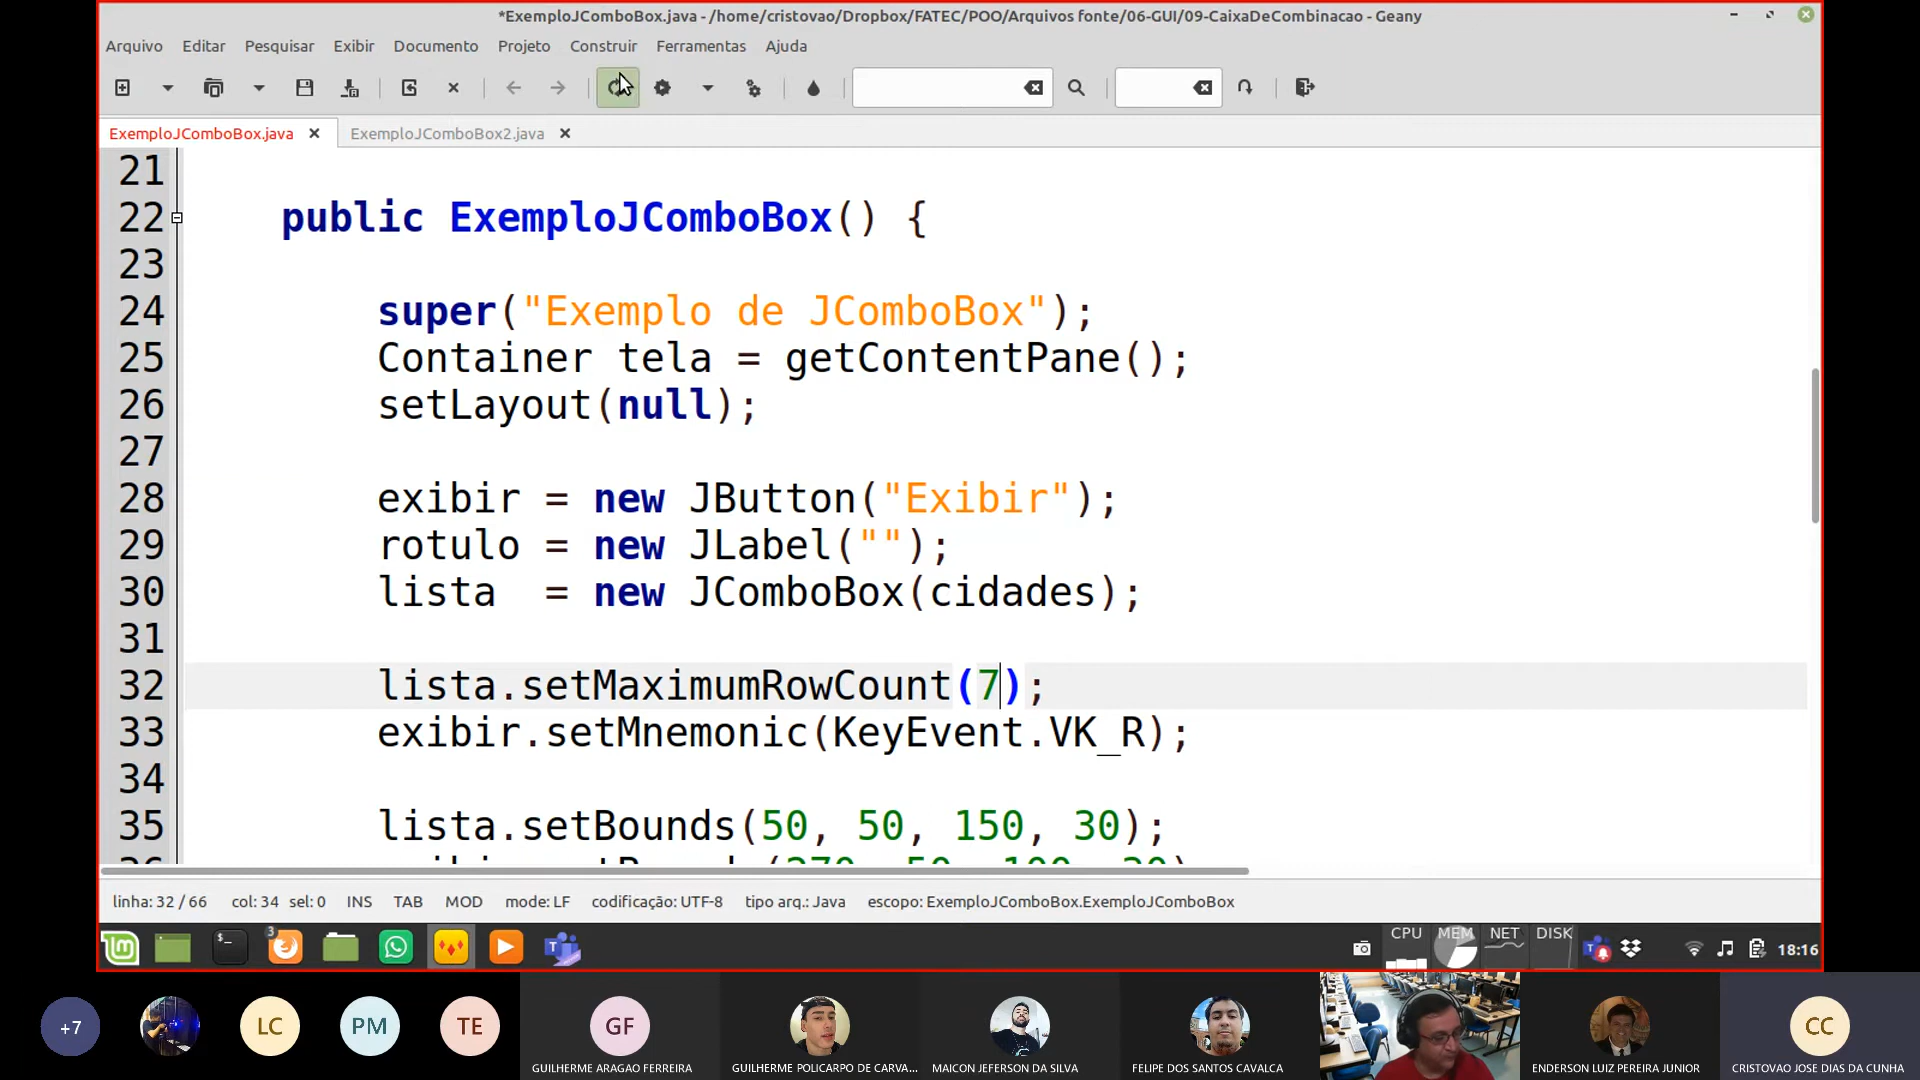 *ExemploJComboBox.java - /home/cristovao/Dropbox/FATEC/POO/Arquivos fonte/06-GUI/09-CaixaDeCombinacao - Geany
Arquivo Editar Pesquisar Exibir Documento Projeto Construir Ferramentas Ajuda
ExemploJComboBox.java ExemploJComboBox2.java
21
22 public ExemploJComboBox() {
23
24 super("Exemplo de JComboBox");
25 Container tela = getContentPane();
26 setLayout(null);
27
28 exibir = new JButton("Exibir");
29 rotulo = new JLabel("");
30 lista  = new JComboBox(cidades);
31
32 lista.setMaximumRowCount(7);
33 exibir.setMnemonic(KeyEvent.VK_R);
34
35 lista.setBounds(50, 50, 150, 30);
linha: 32 / 66 col: 34 sel: 0 INS TAB MOD mode: LF codificação: UTF-8 tipo arq.: Java escopo: ExemploJComboBox.ExemploJComboBox
3 CPU MEM NET DISK 18:16
+7 LC PM TE GF CC
GUILHERME ARAGAO FERREIRA GUILHERME POLICARPO DE CARVA... MAICON JEFERSON DA SILVA FELIPE DOS SANTOS CAVALCA ENDERSON LUIZ PEREIRA JUNIOR CRISTOVAO JOSE DIAS DA CUNHA